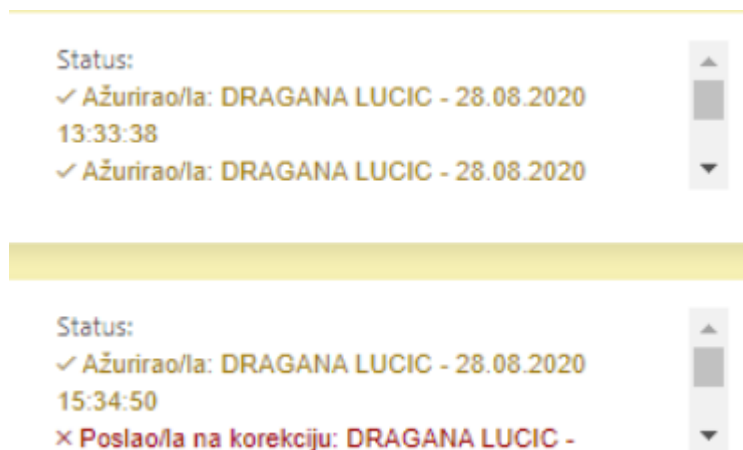 Status:
✓ Ažurirao/la: DRAGANA LUCIC - 28.08.2020
13:33:38
✓ Ažurirao/la: DRAGANA LUCIC - 28.08.2020
Status:
✓ Ažurirao/la: DRAGANA LUCIC - 28.08.2020
15:34:50
× Poslao/la na korekciju: DRAGANA LUCIC -